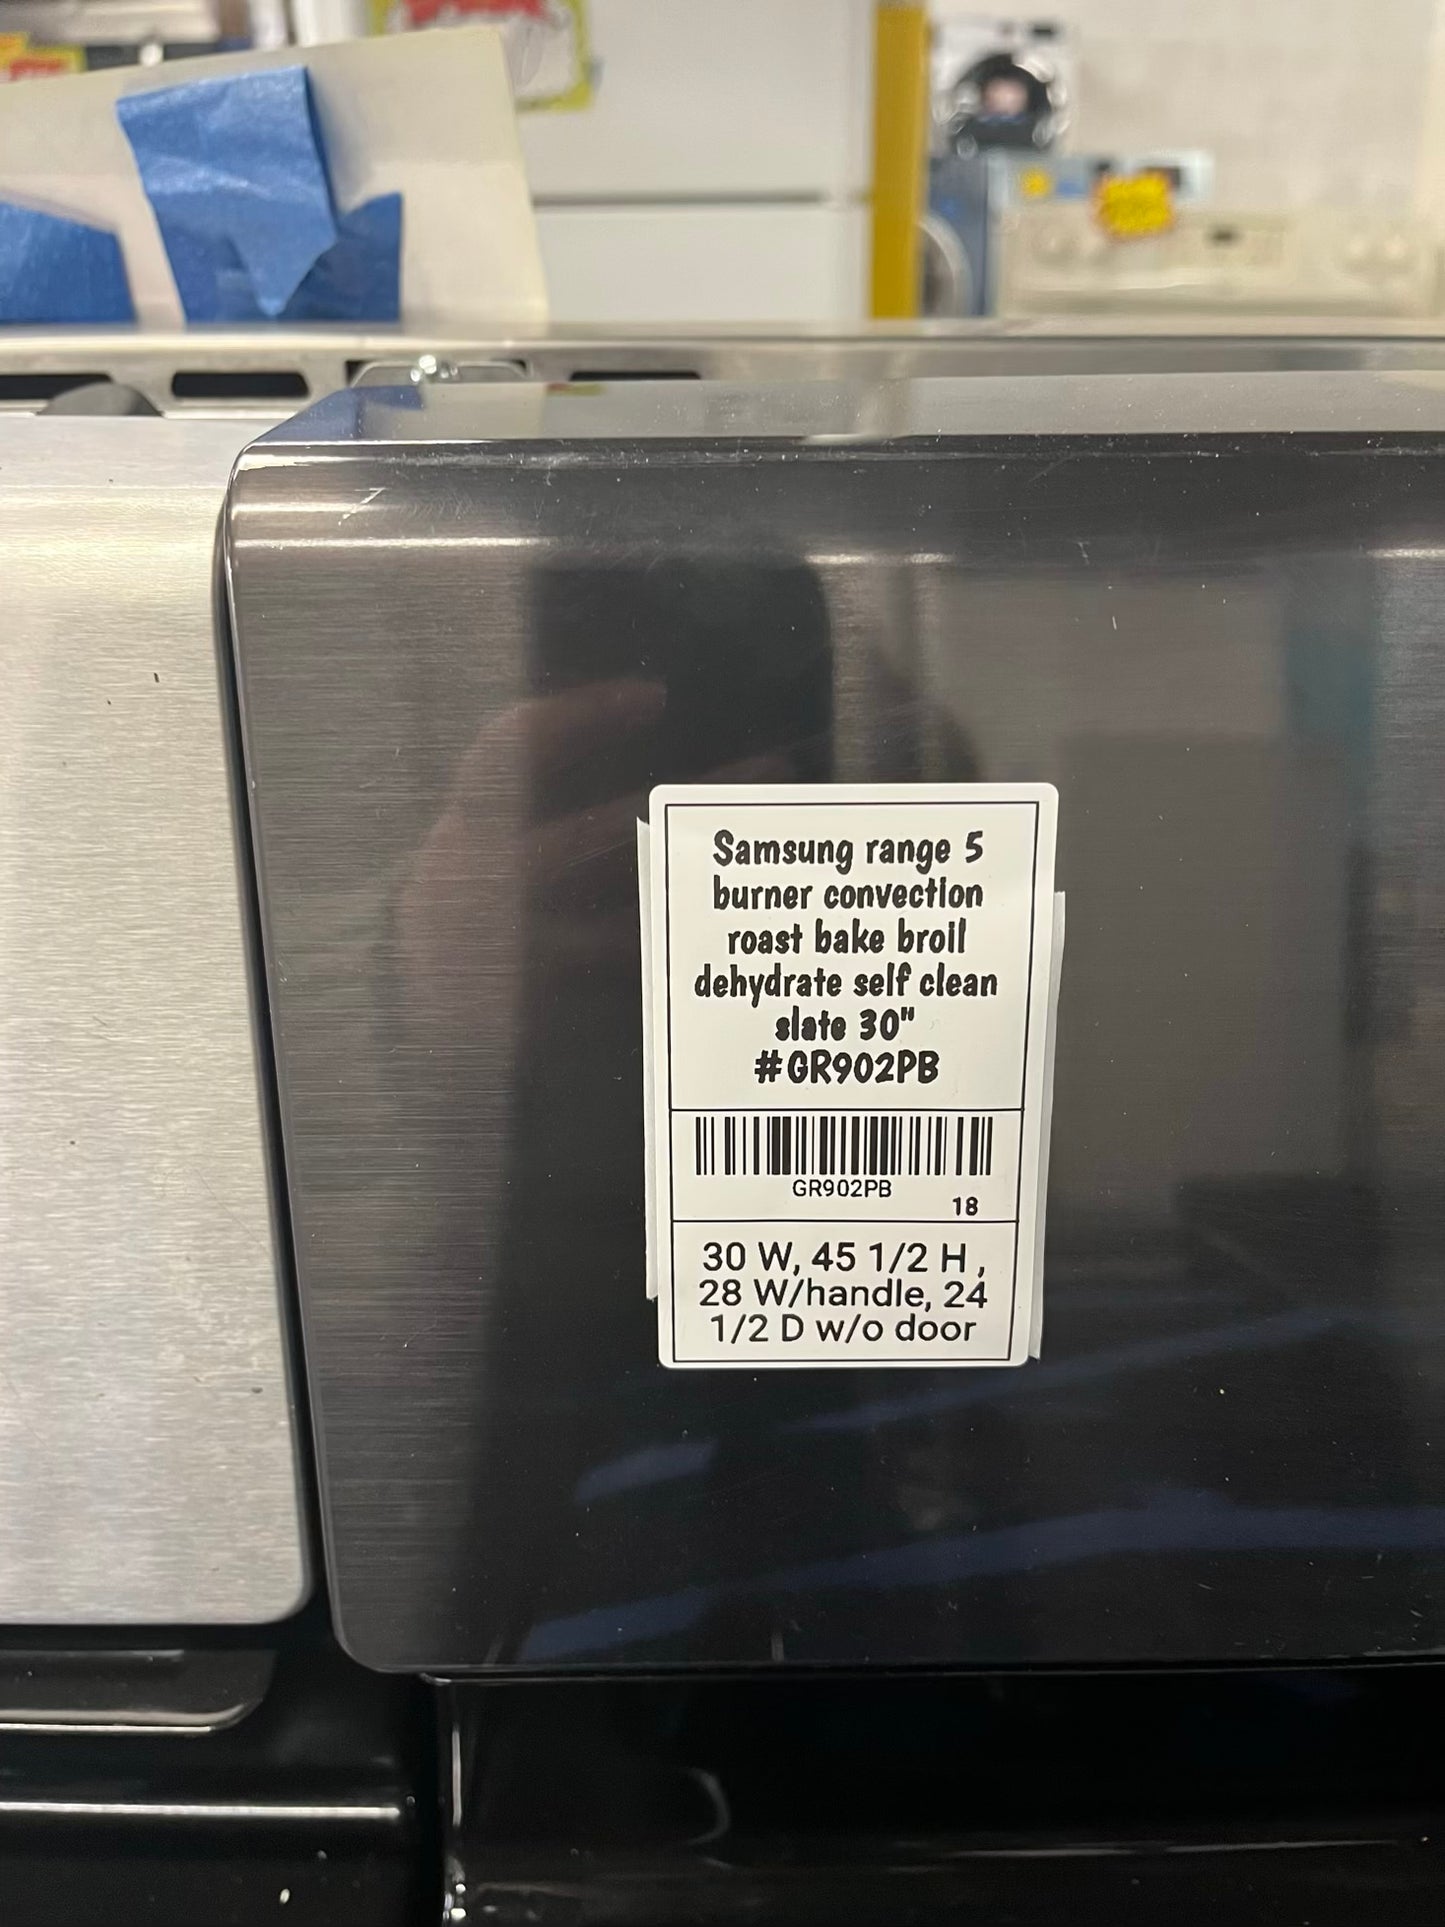 Samsung range 5
burner convection
roast bake broil
dehydrate self clean
slate 30"
#GR902PB
GR902PB
18
30 W, 45 1/2 H ,
28 W/handle, 24
1/2 D w/o door